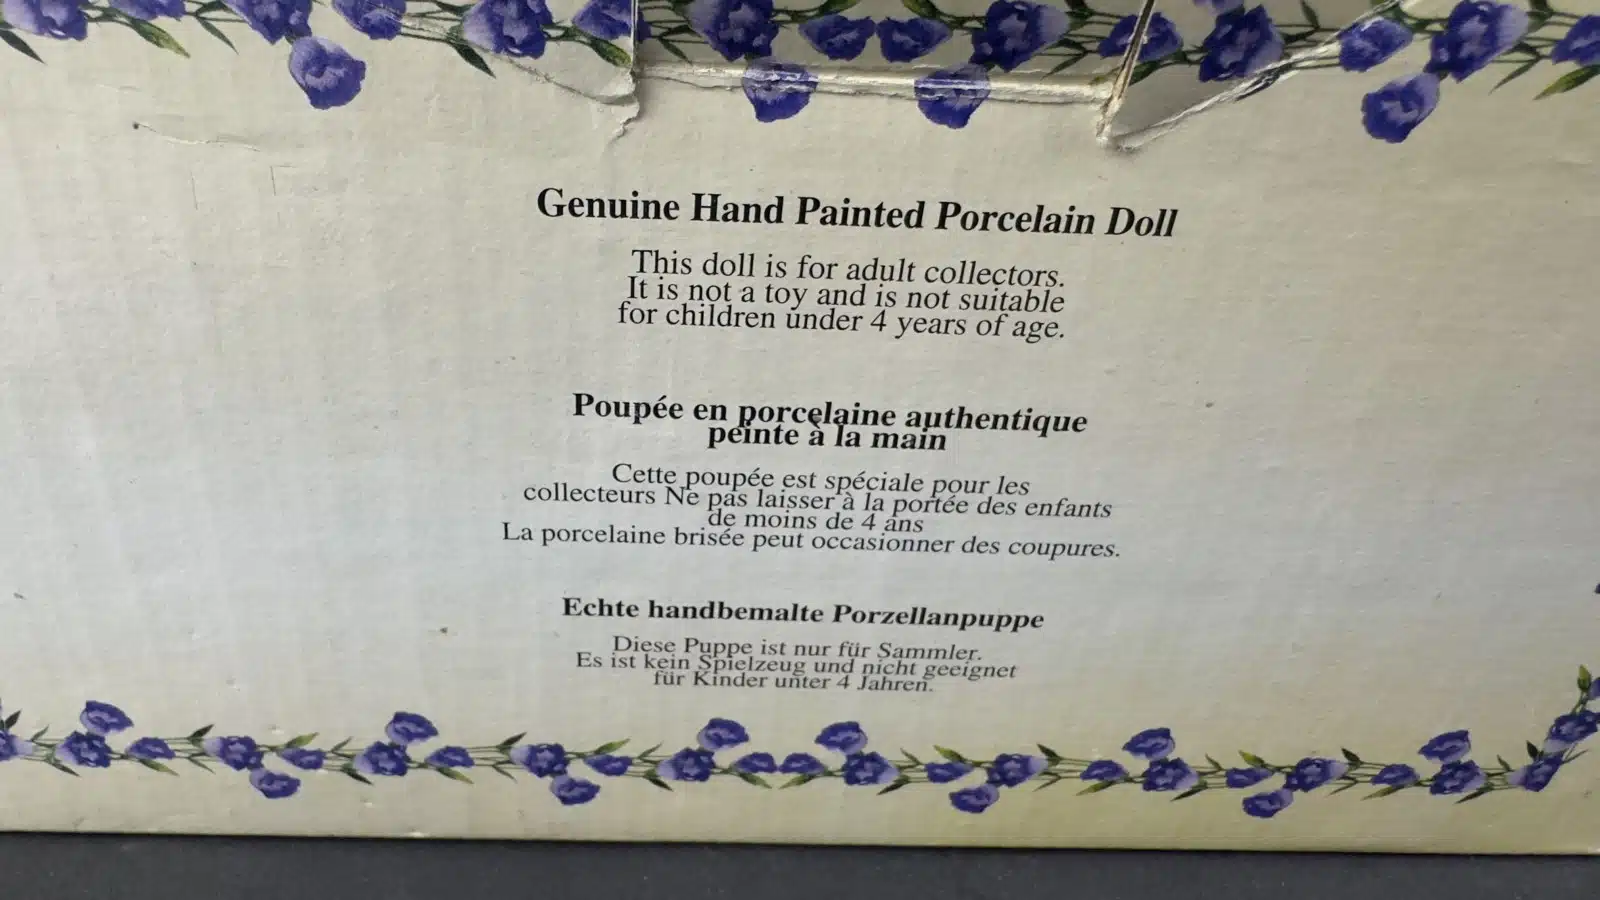 Genuine Hand Painted Porcelain Doll
This doll is for adult collectors.
It is not a toy and is not suitable
for children under 4 years of age.
Poupée en porcelaine authentique
peinte à la main
Cette poupée est spéciale pour les
collecteurs Ne pas laisser à la portée des enfants
de moins de 4 ans
La porcelaine brisée peut occasionner des coupures.
Echte handbemalte Porzellanpuppe
Diese Puppe ist nur für Sammler.
Es ist kein Spielzeug und nicht geeignet
für Kinder unter 4 Jahren.